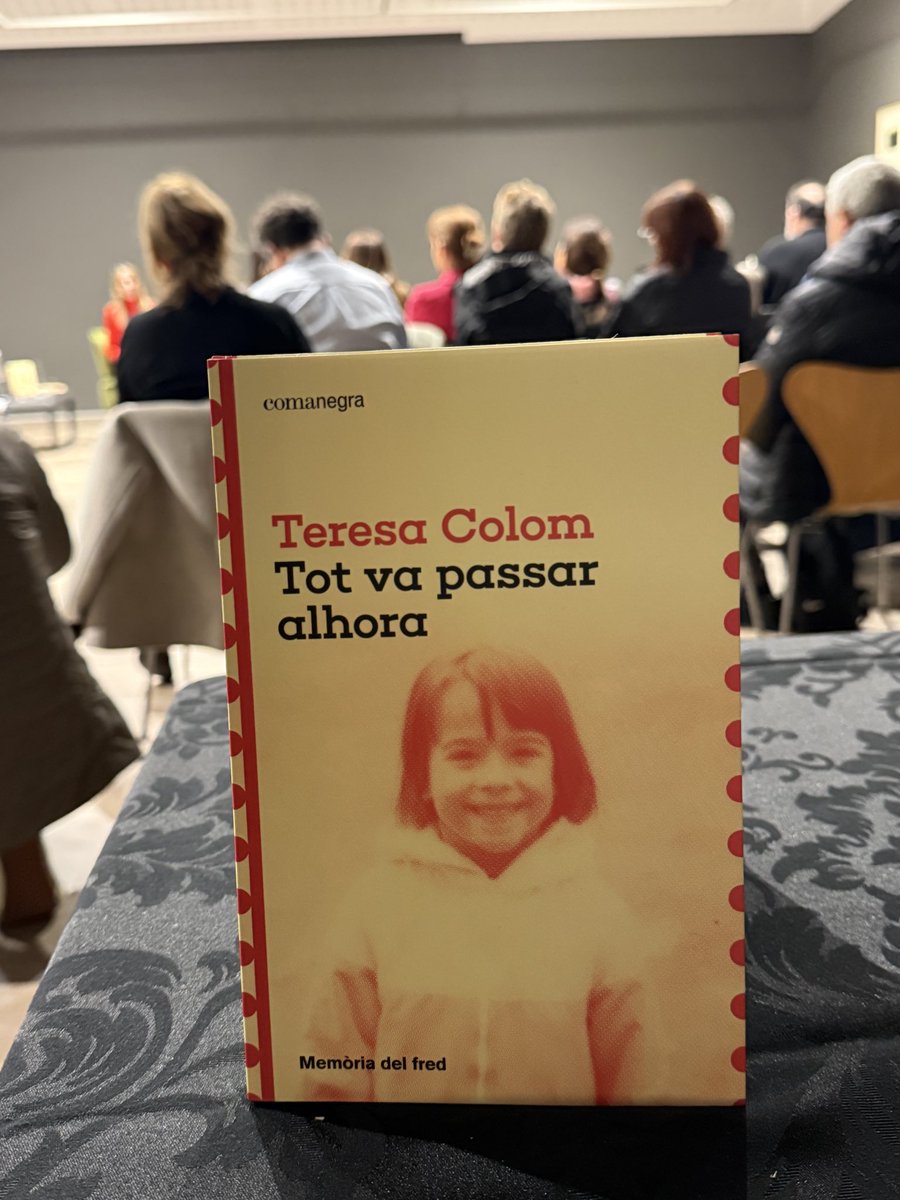 comanegra
Teresa Colom
Tot va passar
alhora
Memòria del fred